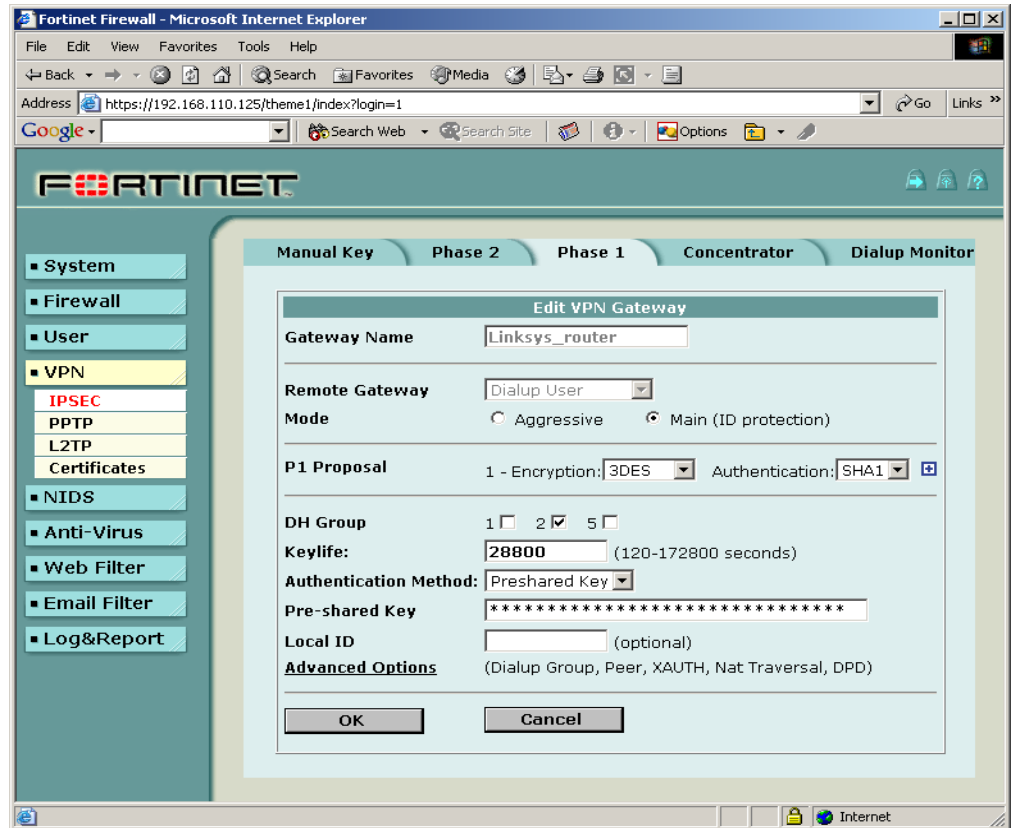 Fortinet Firewall - Microsoft Internet Explorer
File Edit View Favorites Tools Help
Back Search Favorites Media
Address https://192.168.110.125/theme1/index?login=1 Go Links »
Google Search Web Search Site Options
FORTINET
Manual Key Phase 2 Phase 1 Concentrator Dialup Monitor
System
Firewall
User
VPN
IPSEC
PPTP
L2TP
Certificates
NIDS
Anti-Virus
Web Filter
Email Filter
Log&Report
Edit VPN Gateway
Gateway Name Linksys_router
Remote Gateway Dialup User
Mode Aggressive Main (ID protection)
P1 Proposal 1 - Encryption: 3DES Authentication: SHA1
DH Group 1 2 5
Keylife: 28800 (120-172800 seconds)
Authentication Method: Preshared Key
Pre-shared Key *******************************
Local ID (optional)
Advanced Options (Dialup Group, Peer, XAUTH, Nat Traversal, DPD)
OK Cancel
Internet